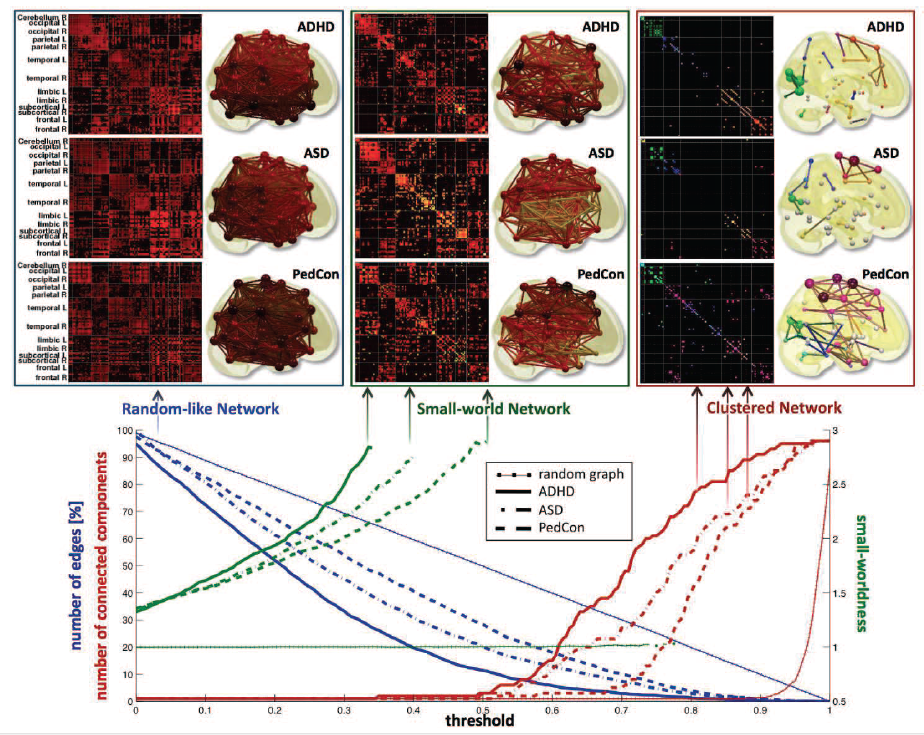 Cerebellum R
occipital L
occipital R
parietal L
parietal R
temporal L
temporal R
limbic L
limbic R
subcortical L
subcortical R
frontal L
frontal R
ADHD
ADHD
ADHD
Cerebellum R
occipital L
occipital R
parietal L
parietal R
temporal L
temporal R
limbic L
limbic R
subcortical L
subcortical R
frontal L
frontal R
ASD
ASD
ASD
Cerebellum R
occipital L
occipital R
parietal L
parietal R
temporal L
temporal R
limbic L
limbic R
subcortical L
subcortical R
frontal L
frontal R
PedCon
PedCon
PedCon
Random-like Network
Small-world Network
Clustered Network
number of edges [%]
number of connected components
100
90
80
70
60
50
40
30
20
10
0
random graph
ADHD
ASD
PedCon
3
2.5
2
1.5
1
0.5
small-worldness
0
0.1
0.2
0.3
0.4
0.5
0.6
0.7
0.8
0.9
1
threshold